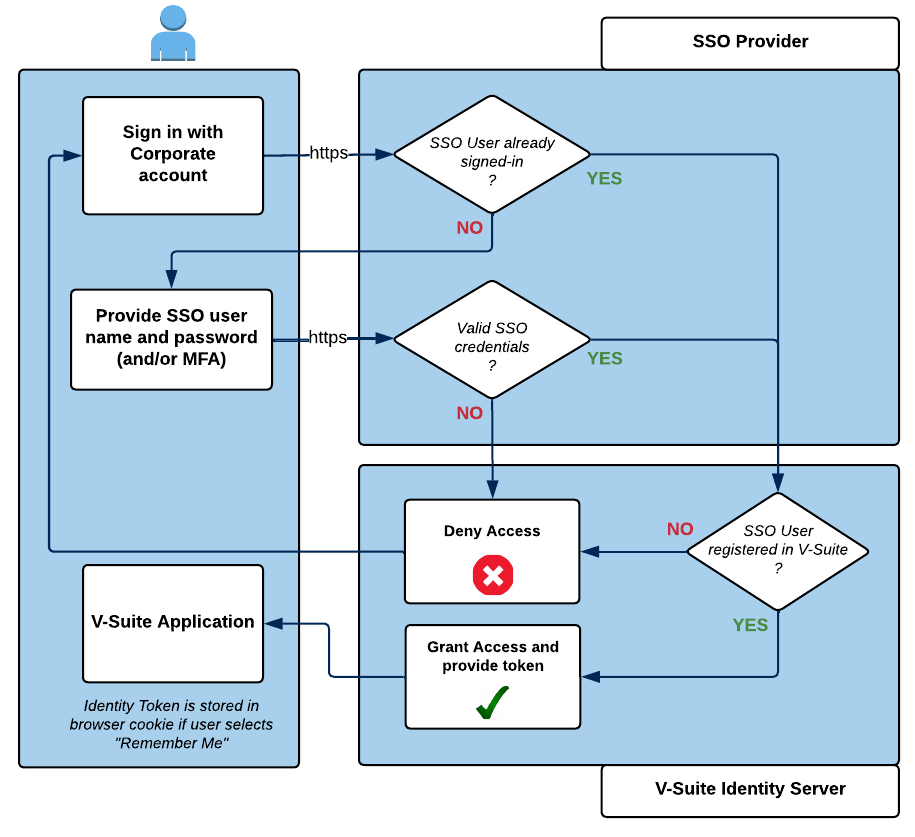 SSO Provider
Sign in with
Corporate
account
https
SSO User already
signed-in
?
YES
NO
Provide SSO user
name and password
(and/or MFA)
https
Valid SSO
credentials
?
YES
NO
Deny Access
NO
SSO User
registered in V-Suite
?
YES
V-Suite Application
Grant Access and
provide token
Identity Token is stored in
browser cookie if user selects
"Remember Me"
V-Suite Identity Server